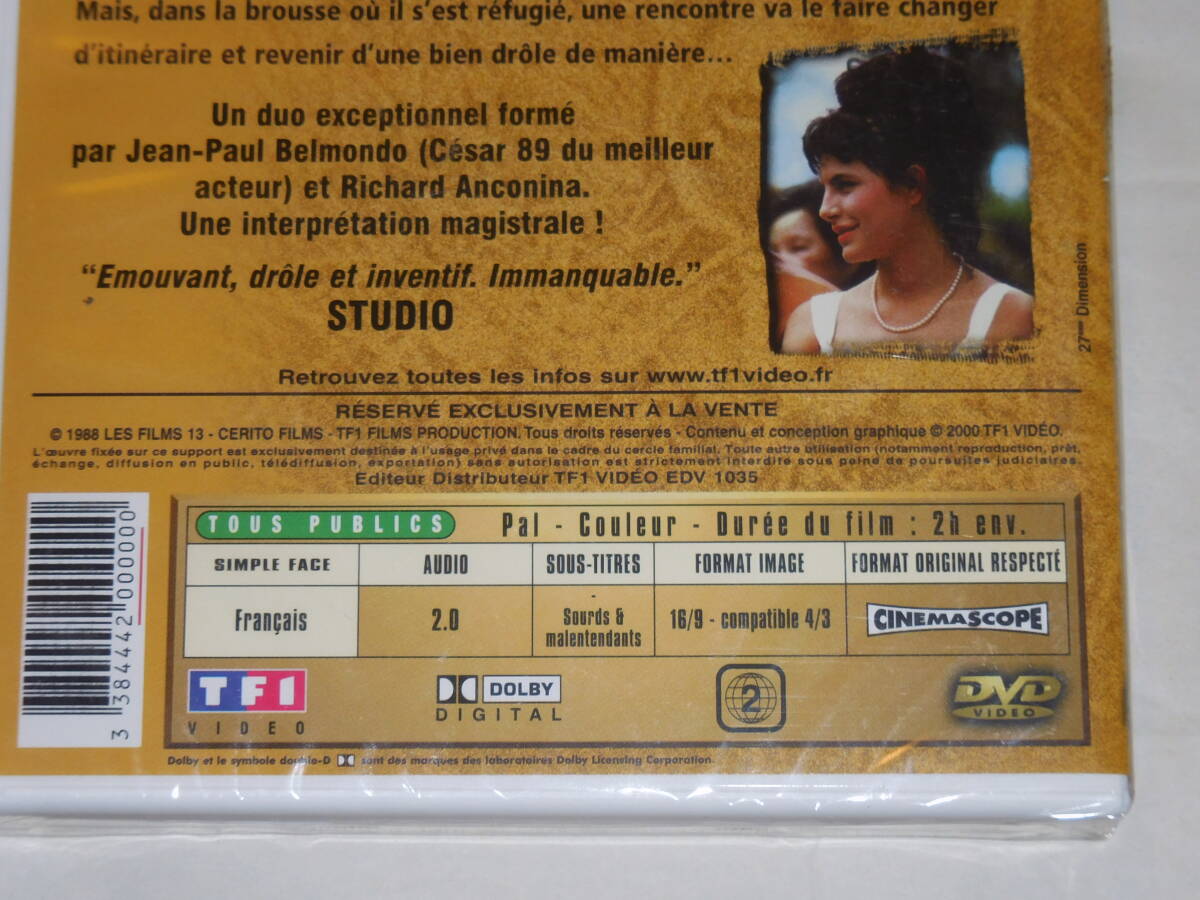 Mais, dans la brousse où il s'est réfugié, une rencontre va le faire changer
d'itinéraire et revenir d'une bien drôle de manière...
Un duo exceptionnel formé
par Jean-Paul Belmondo (César 89 du meilleur
acteur) et Richard Anconina.
Une interprétation magistrale !
“Emouvant, drôle et inventif. Immanquable.”
STUDIO
27ème Dimension
Retrouvez toutes les infos sur www.tf1video.fr
RÉSERVÉ EXCLUSIVEMENT À LA VENTE
© 1988 LES FILMS 13 - CERITO FILMS - TF1 FILMS PRODUCTION. Tous droits réservés - Contenu et conception graphique © 2000 TF1 VIDÉO.
L'œuvre fixée sur ce support est exclusivement destinée à l'usage privé dans le cadre du cercle familial. Toute autre utilisation (notamment reproduction, prêt,
échange, diffusion en public, télédiffusion, exportation) sans autorisation est strictement interdite sous peine de poursuites judiciaires.
Editeur Distributeur TF1 VIDÉO EDV 1035
TOUS PUBLICS Pal - Couleur - Durée du film : 2h env.
SIMPLE FACE AUDIO SOUS-TITRES FORMAT IMAGE FORMAT ORIGINAL RESPECTÉ
Français 2.0 - Sourds & malentendants 16/9 - compatible 4/3 CINEMASCOPE
TF1
VIDEO
DOLBY
DIGITAL
2
DVD
VIDEO
3 384442 000000
Dolby et le symbole double-D sont des marques des laboratoires Dolby Licensing Corporation.